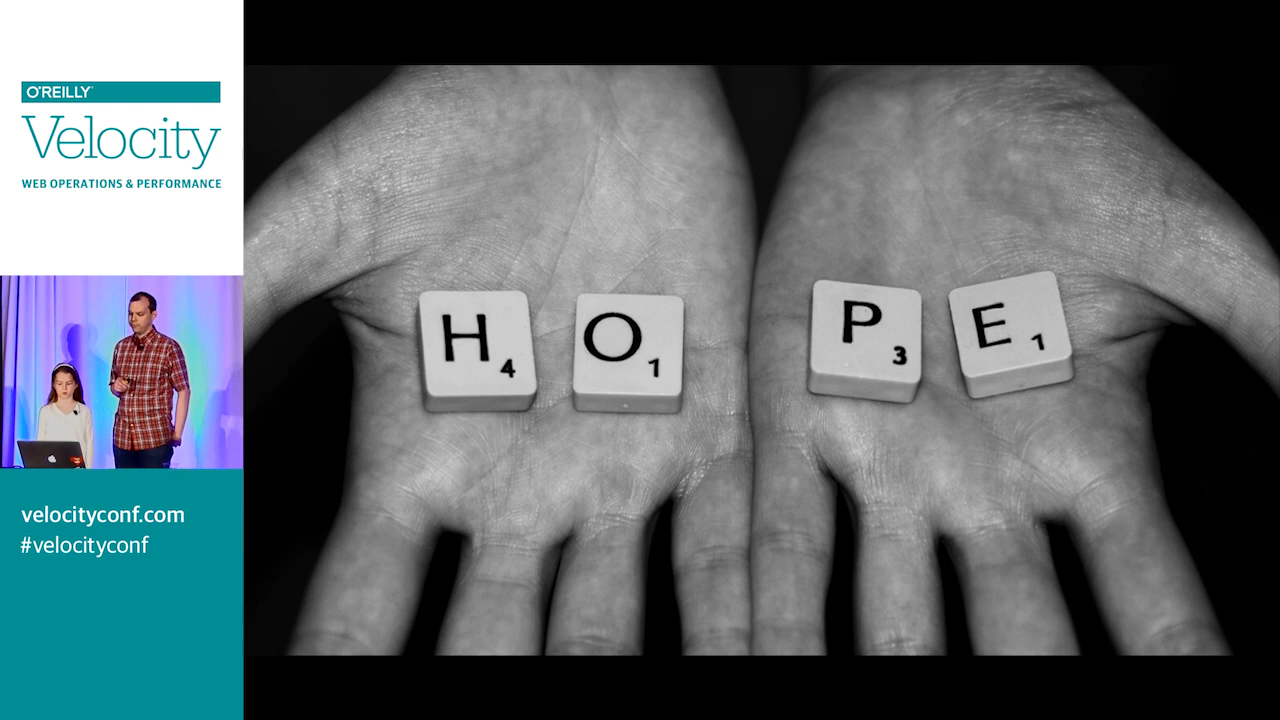 O'REILLY
Velocity
WEB OPERATIONS & PERFORMANCE
velocityconf.com
#velocityconf
H4 O1 P3 E1